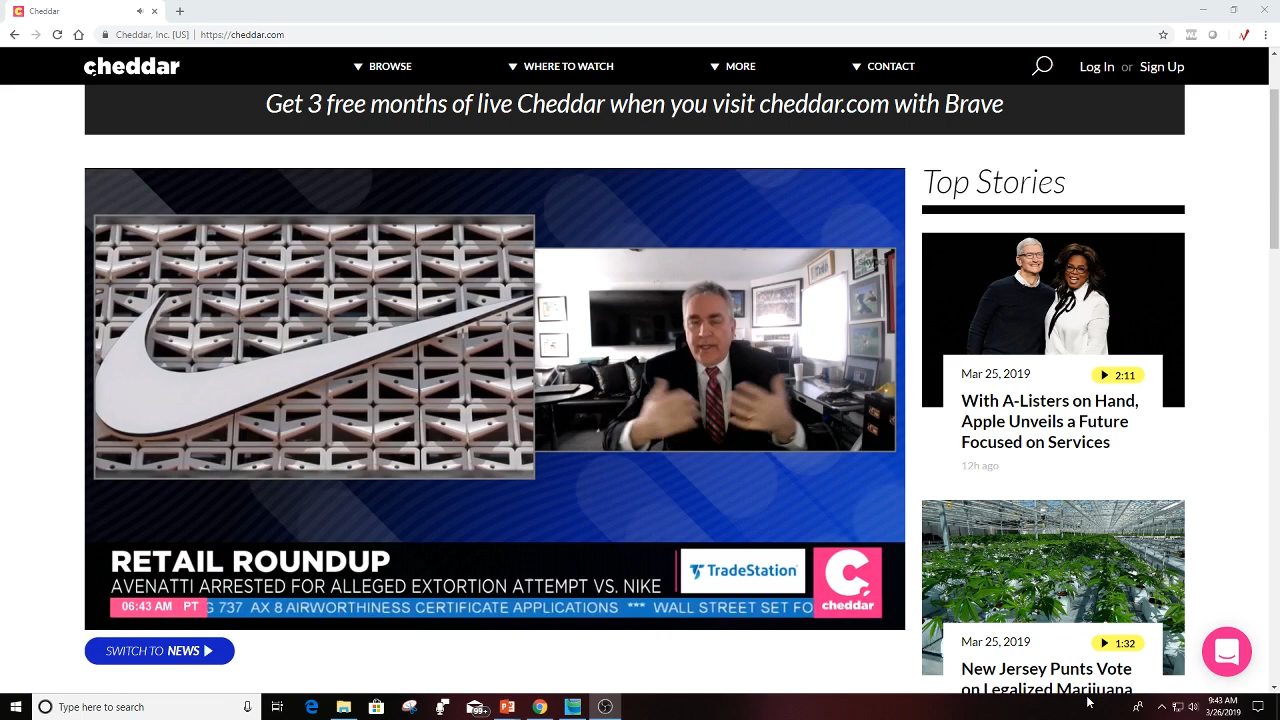 Cheddar
Cheddar, Inc. [US] | https://cheddar.com
cheddar
BROWSE
WHERE TO WATCH
MORE
CONTACT
Log In or Sign Up
Get 3 free months of live Cheddar when you visit cheddar.com with Brave
Top Stories
Mar 25, 2019
2:11
With A-Listers on Hand,
Apple Unveils a Future
Focused on Services
12h ago
RETAIL ROUNDUP
AVENATTI ARRESTED FOR ALLEGED EXTORTION ATTEMPT VS. NIKE
TradeStation
cheddar
06:43 AM PT
G 737 AX 8 AIRWORTHINESS CERTIFICATE APPLICATIONS *** WALL STREET SET FO
SWITCH TO NEWS
Mar 25, 2019
1:32
New Jersey Punts Vote
on Legalized Marijuana
Type here to search
99+
9:43 AM
3/26/2019